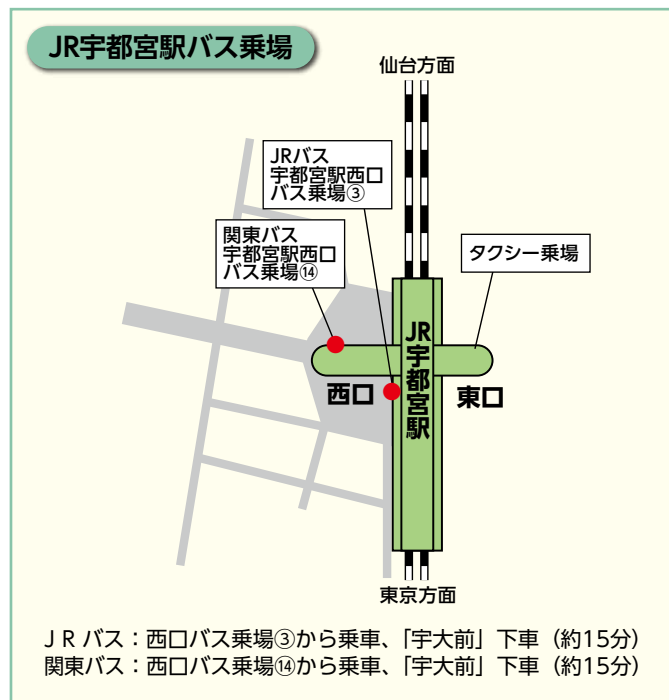 JR宇都宮駅バス乗場
仙台方面
JRバス
宇都宮駅西口
バス乗場③
関東バス
宇都宮駅西口
バス乗場⑭
タクシー乗場
JR宇都宮駅
西口
東口
東京方面
ＪＲバス：西口バス乗場③から乗車、「宇大前」下車（約15分）
関東バス：西口バス乗場⑭から乗車、「宇大前」下車（約15分）